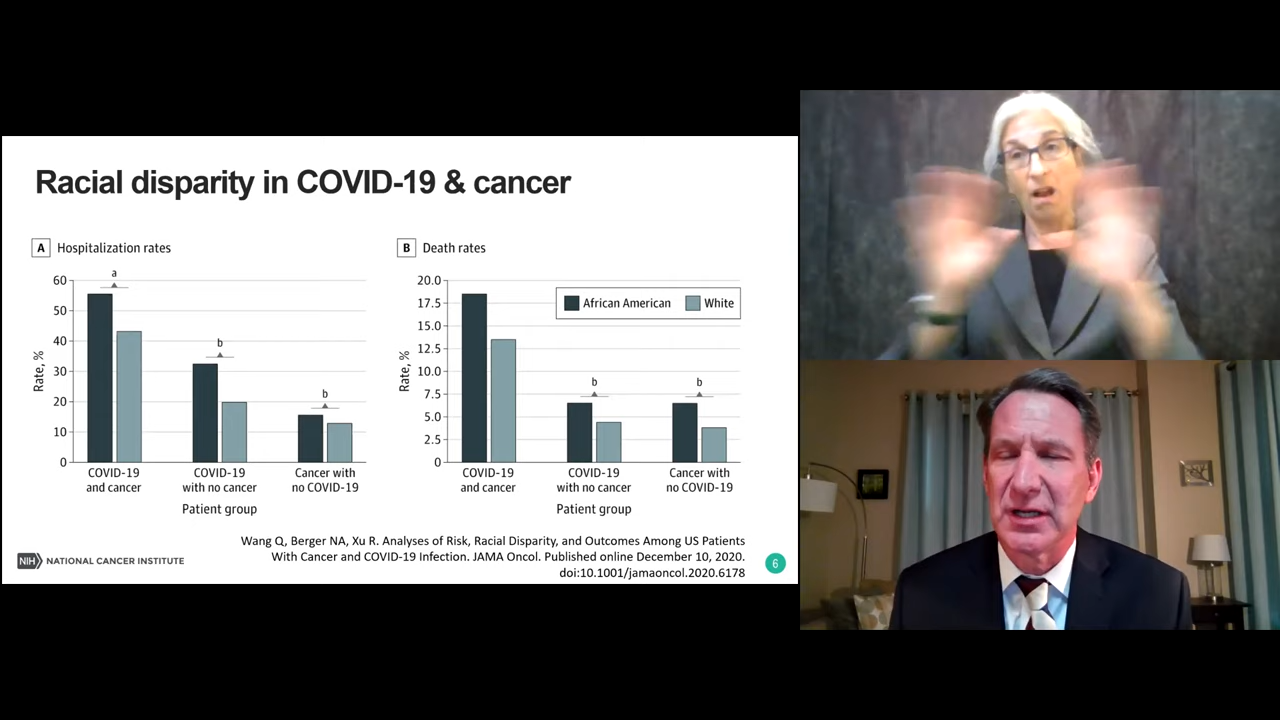 Racial disparity in COVID-19 & cancer
A Hospitalization rates
60
50
40
30
20
10
0
Rate, %
a
b
b
COVID-19
and cancer
COVID-19
with no cancer
Cancer with
no COVID-19
Patient group
B Death rates
20.0
17.5
15.0
12.5
10.0
7.5
5.0
2.5
0
Rate, %
African American
White
b
b
COVID-19
and cancer
COVID-19
with no cancer
Cancer with
no COVID-19
Patient group
Wang Q, Berger NA, Xu R. Analyses of Risk, Racial Disparity, and Outcomes Among US Patients
With Cancer and COVID-19 Infection. JAMA Oncol. Published online December 10, 2020.
doi:10.1001/jamaoncol.2020.6178
NIH NATIONAL CANCER INSTITUTE
6